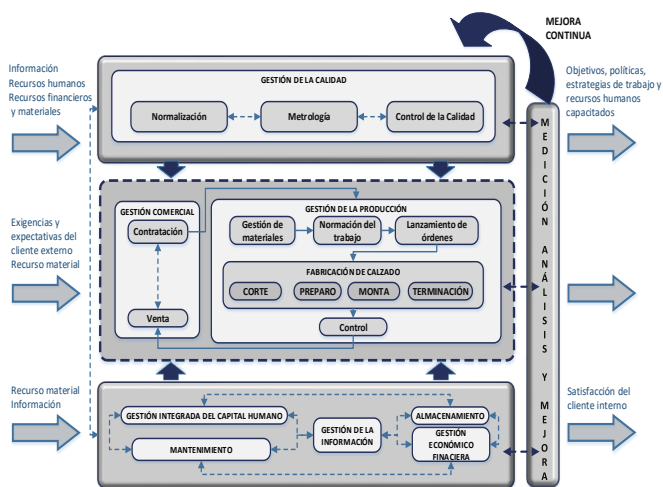 MEJORA
CONTINUA
Información
Recursos humanos
Recursos financieros
y materiales
GESTIÓN DE LA CALIDAD
Normalización
Metrología
Control de la Calidad
Objetivos, políticas,
estrategias de trabajo y
recursos humanos
capacitados
Exigencias y
expectativas del
cliente externo
Recurso material
GESTIÓN COMERCIAL
Contratación
Venta
GESTIÓN DE LA PRODUCCIÓN
Gestión de
materiales
Normación del
trabajo
Lanzamiento de
órdenes
FABRICACIÓN DE CALZADO
CORTE
PREPARO
MONTA
TERMINACIÓN
Control
MEDICIÓN ANÁLISIS Y MEJORA
Recurso material
Información
GESTIÓN INTEGRADA DEL CAPITAL HUMANO
MANTENIMIENTO
GESTIÓN DE LA
INFORMACIÓN
ALMACENAMIENTO
GESTIÓN
ECONÓMICO
FINACIERA
Satisfacción del
cliente interno